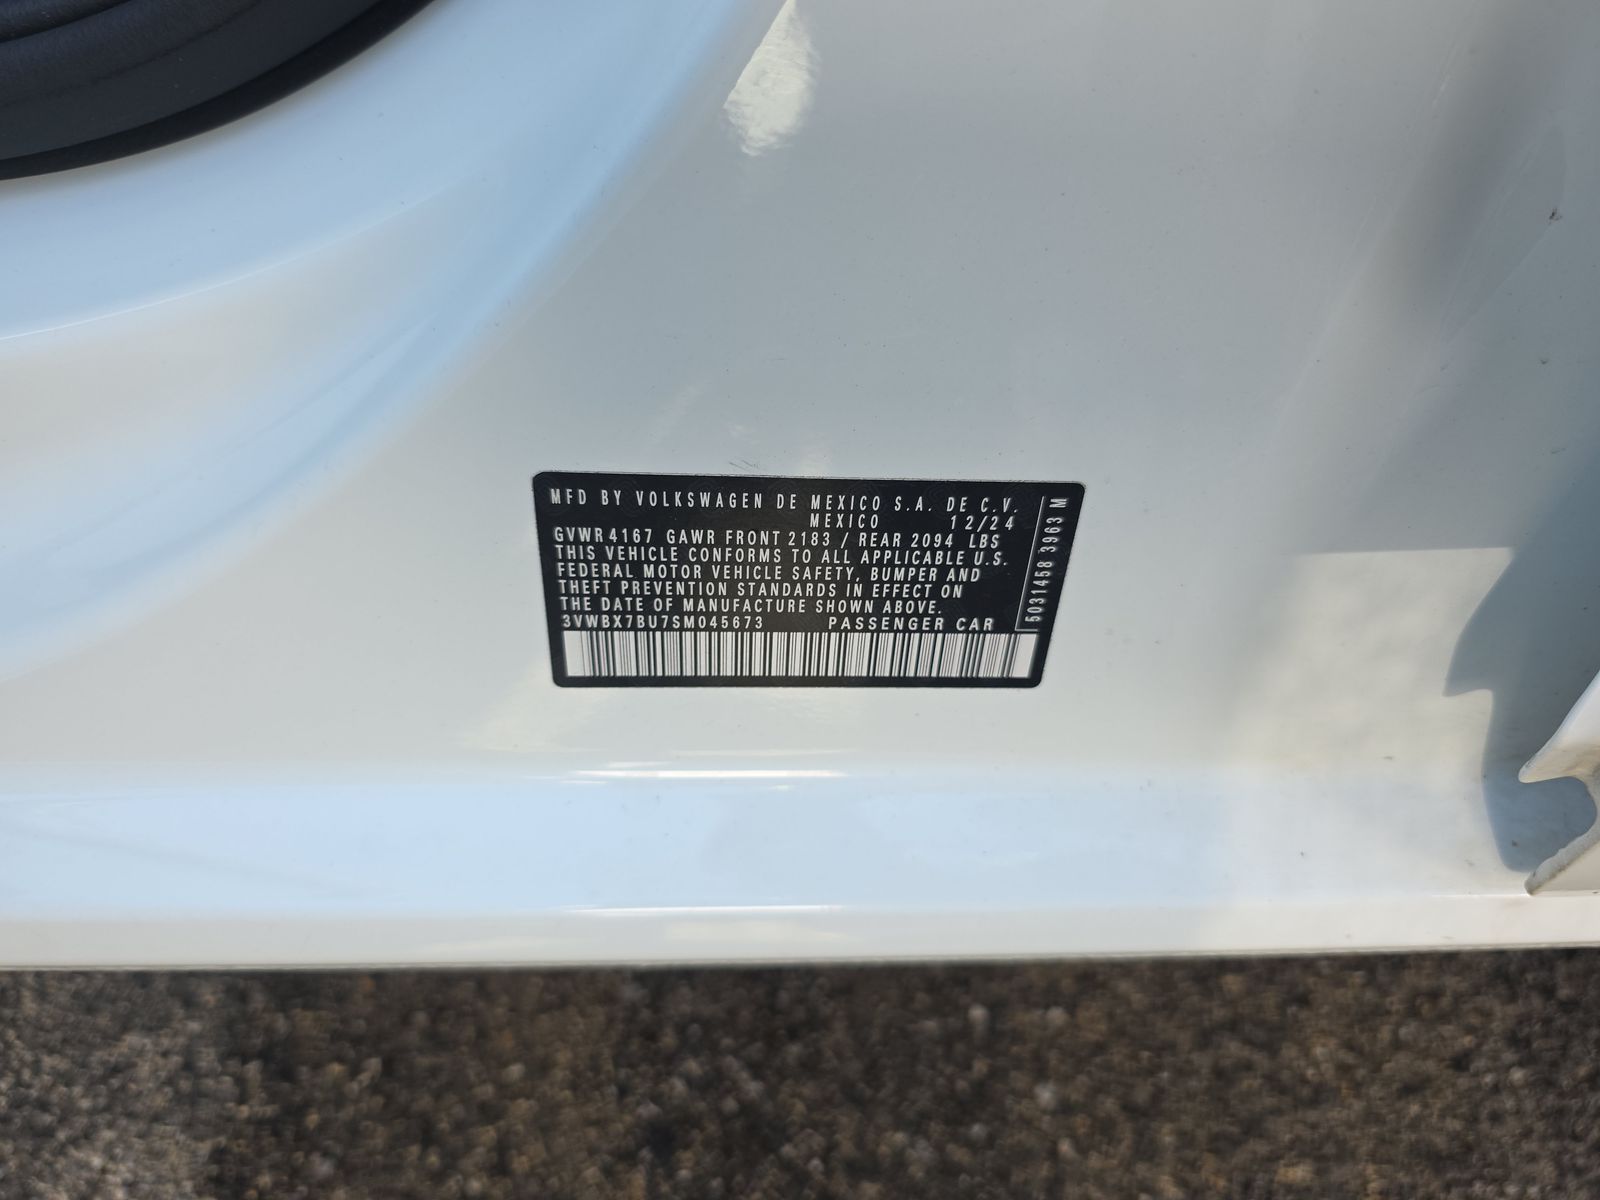 MFD BY VOLKSWAGEN DE MEXICO S.A. DE C.V.
MEXICO 12/24
GVWR 4167 GAWR FRONT 2183 / REAR 2094 LBS
THIS VEHICLE CONFORMS TO ALL APPLICABLE U.S.
FEDERAL MOTOR VEHICLE SAFETY, BUMPER AND
THEFT PREVENTION STANDARDS IN EFFECT ON
THE DATE OF MANUFACTURE SHOWN ABOVE.
3VWBX7BU7SM045673 PASSENGER CAR
5031458 3963 M